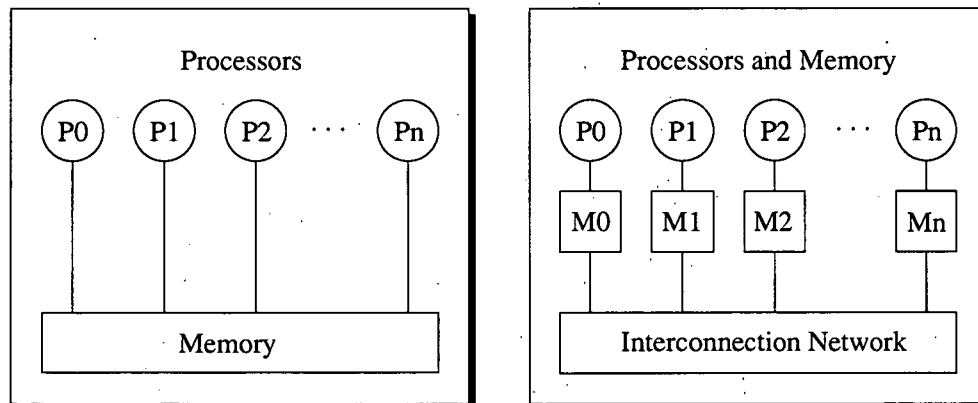 Processors
P0 P1 P2 · · · Pn
Memory
Processors and Memory
P0 P1 P2 · · · Pn
M0 M1 M2 Mn
Interconnection Network